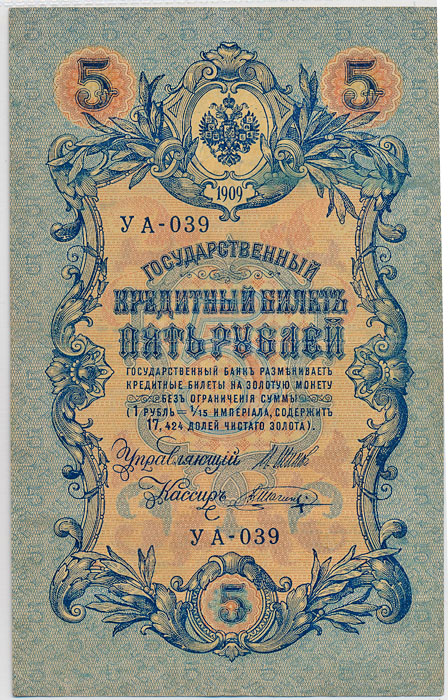 5 5
1909
УА-039
ГОСУДАРСТВЕННЫЙ
КРЕДИТНЫЙ БИЛЕТЪ
ПЯТЬ РУБЛЕЙ
ГОСУДАРСТВЕННЫЙ БАНКЪ РАЗМѢНИВАЕТЪ
КРЕДИТНЫЕ БИЛЕТЫ НА ЗОЛОТУЮ МОНЕТУ
БЕЗЪ ОГРАНИЧЕНІЯ СУММЫ
(1 РУБЛЬ = 1/15 ИМПЕРІАЛА, СОДЕРЖИТЪ
17,424 ДОЛЕЙ ЧИСТАГО ЗОЛОТА).
Управляющій
Кассиръ
УА-039
5